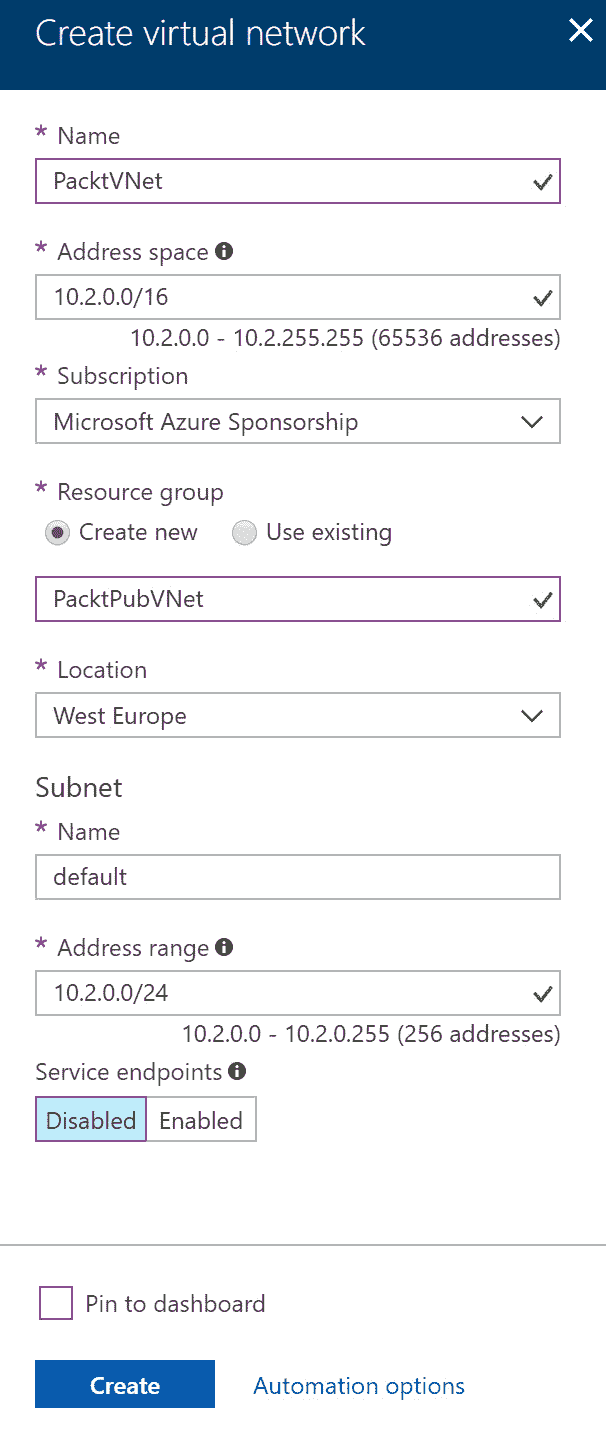 Create virtual network
* Name
PacktVNet
* Address space
10.2.0.0/16
10.2.0.0 - 10.2.255.255 (65536 addresses)
* Subscription
Microsoft Azure Sponsorship
* Resource group
Create new Use existing
PacktPubVNet
* Location
West Europe
Subnet
* Name
default
* Address range
10.2.0.0/24
10.2.0.0 - 10.2.0.255 (256 addresses)
Service endpoints
Disabled Enabled
Pin to dashboard
Create Automation options